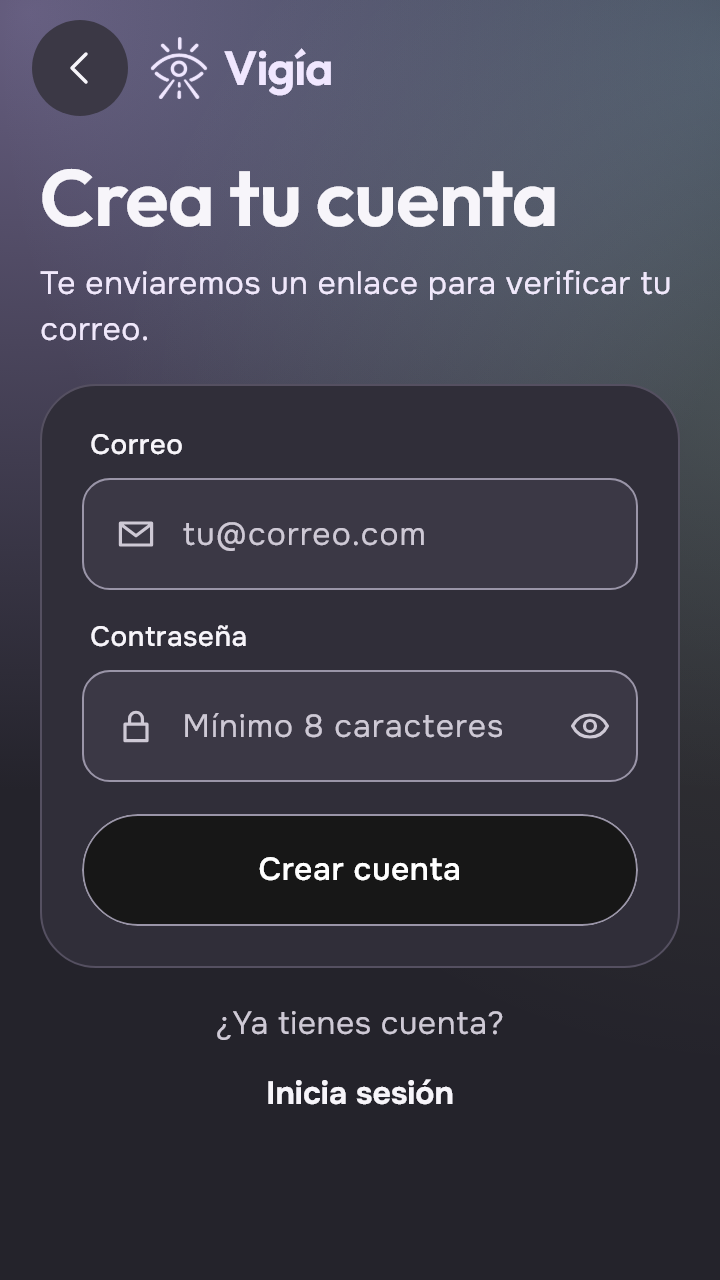 Vigía
Crea tu cuenta
Te enviaremos un enlace para verificar tu
correo.
Correo
tu@correo.com
Contraseña
Mínimo 8 caracteres
Crear cuenta
¿Ya tienes cuenta?
Inicia sesión